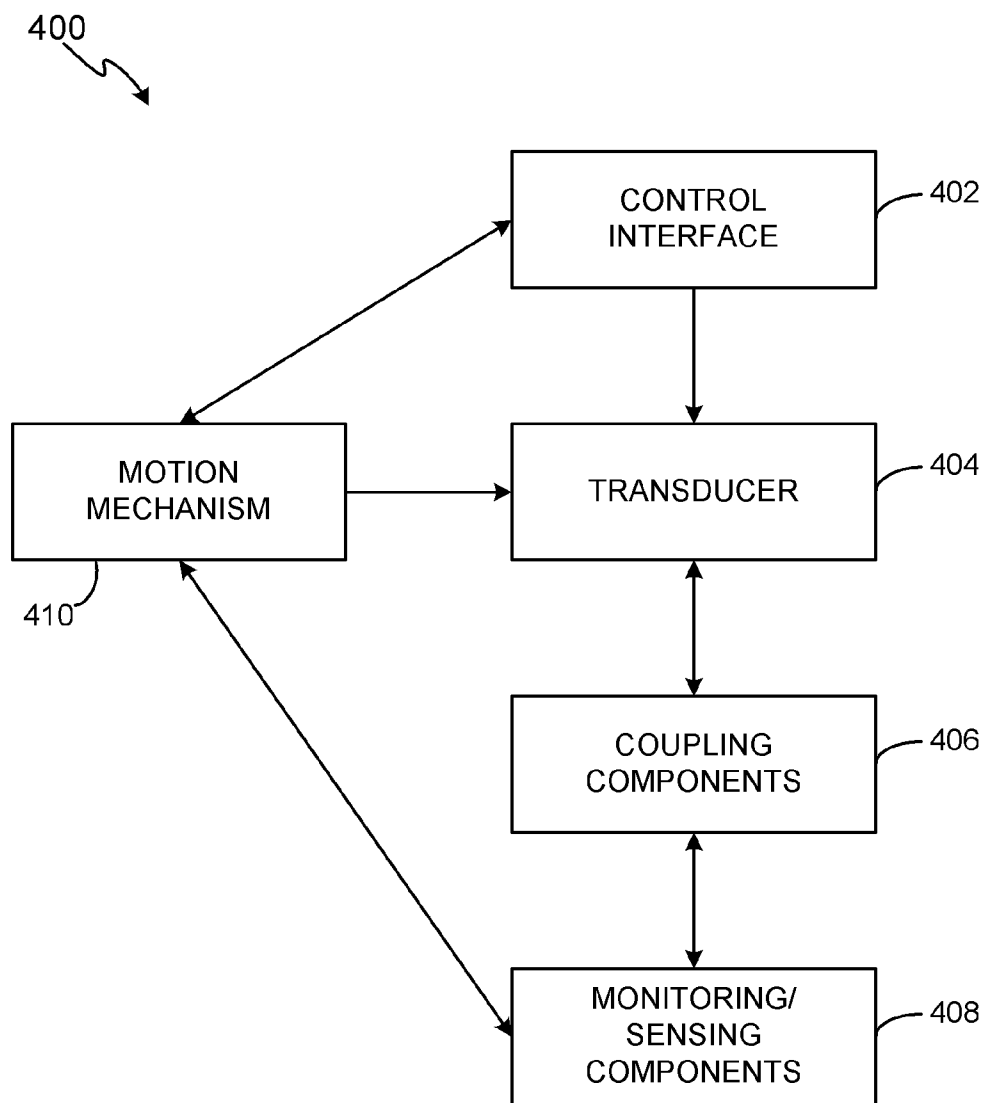 400
CONTROL
INTERFACE
402
MOTION
MECHANISM
410
TRANSDUCER
404
COUPLING
COMPONENTS
406
MONITORING/
SENSING
COMPONENTS
408